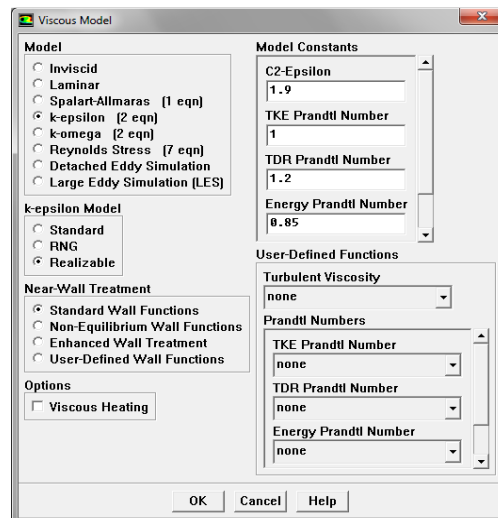 Viscous Model
Model
Inviscid
Laminar
Spalart-Allmaras (1 eqn)
k-epsilon (2 eqn)
k-omega (2 eqn)
Reynolds Stress (7 eqn)
Detached Eddy Simulation
Large Eddy Simulation (LES)
k-epsilon Model
Standard
RNG
Realizable
Near-Wall Treatment
Standard Wall Functions
Non-Equilibrium Wall Functions
Enhanced Wall Treatment
User-Defined Wall Functions
Options
Viscous Heating
Model Constants
C2-Epsilon
1.9
TKE Prandtl Number
1
TDR Prandtl Number
1.2
Energy Prandtl Number
0.85
User-Defined Functions
Turbulent Viscosity
none
Prandtl Numbers
TKE Prandtl Number
none
TDR Prandtl Number
none
Energy Prandtl Number
none
OK Cancel Help